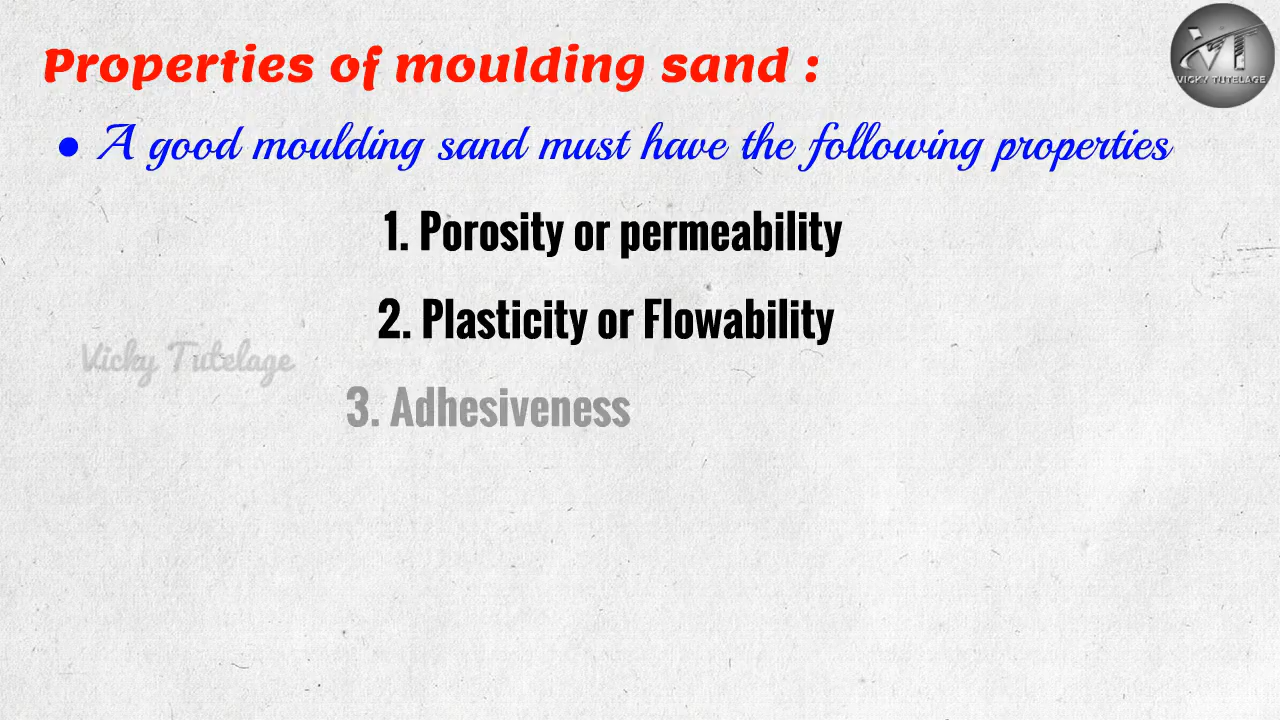 Properties of moulding sand :
VT
VICKY TUTELAGE
• A good moulding sand must have the following properties
1. Porosity or permeability
2. Plasticity or Flowability
Vicky Tutelage
3. Adhesiveness